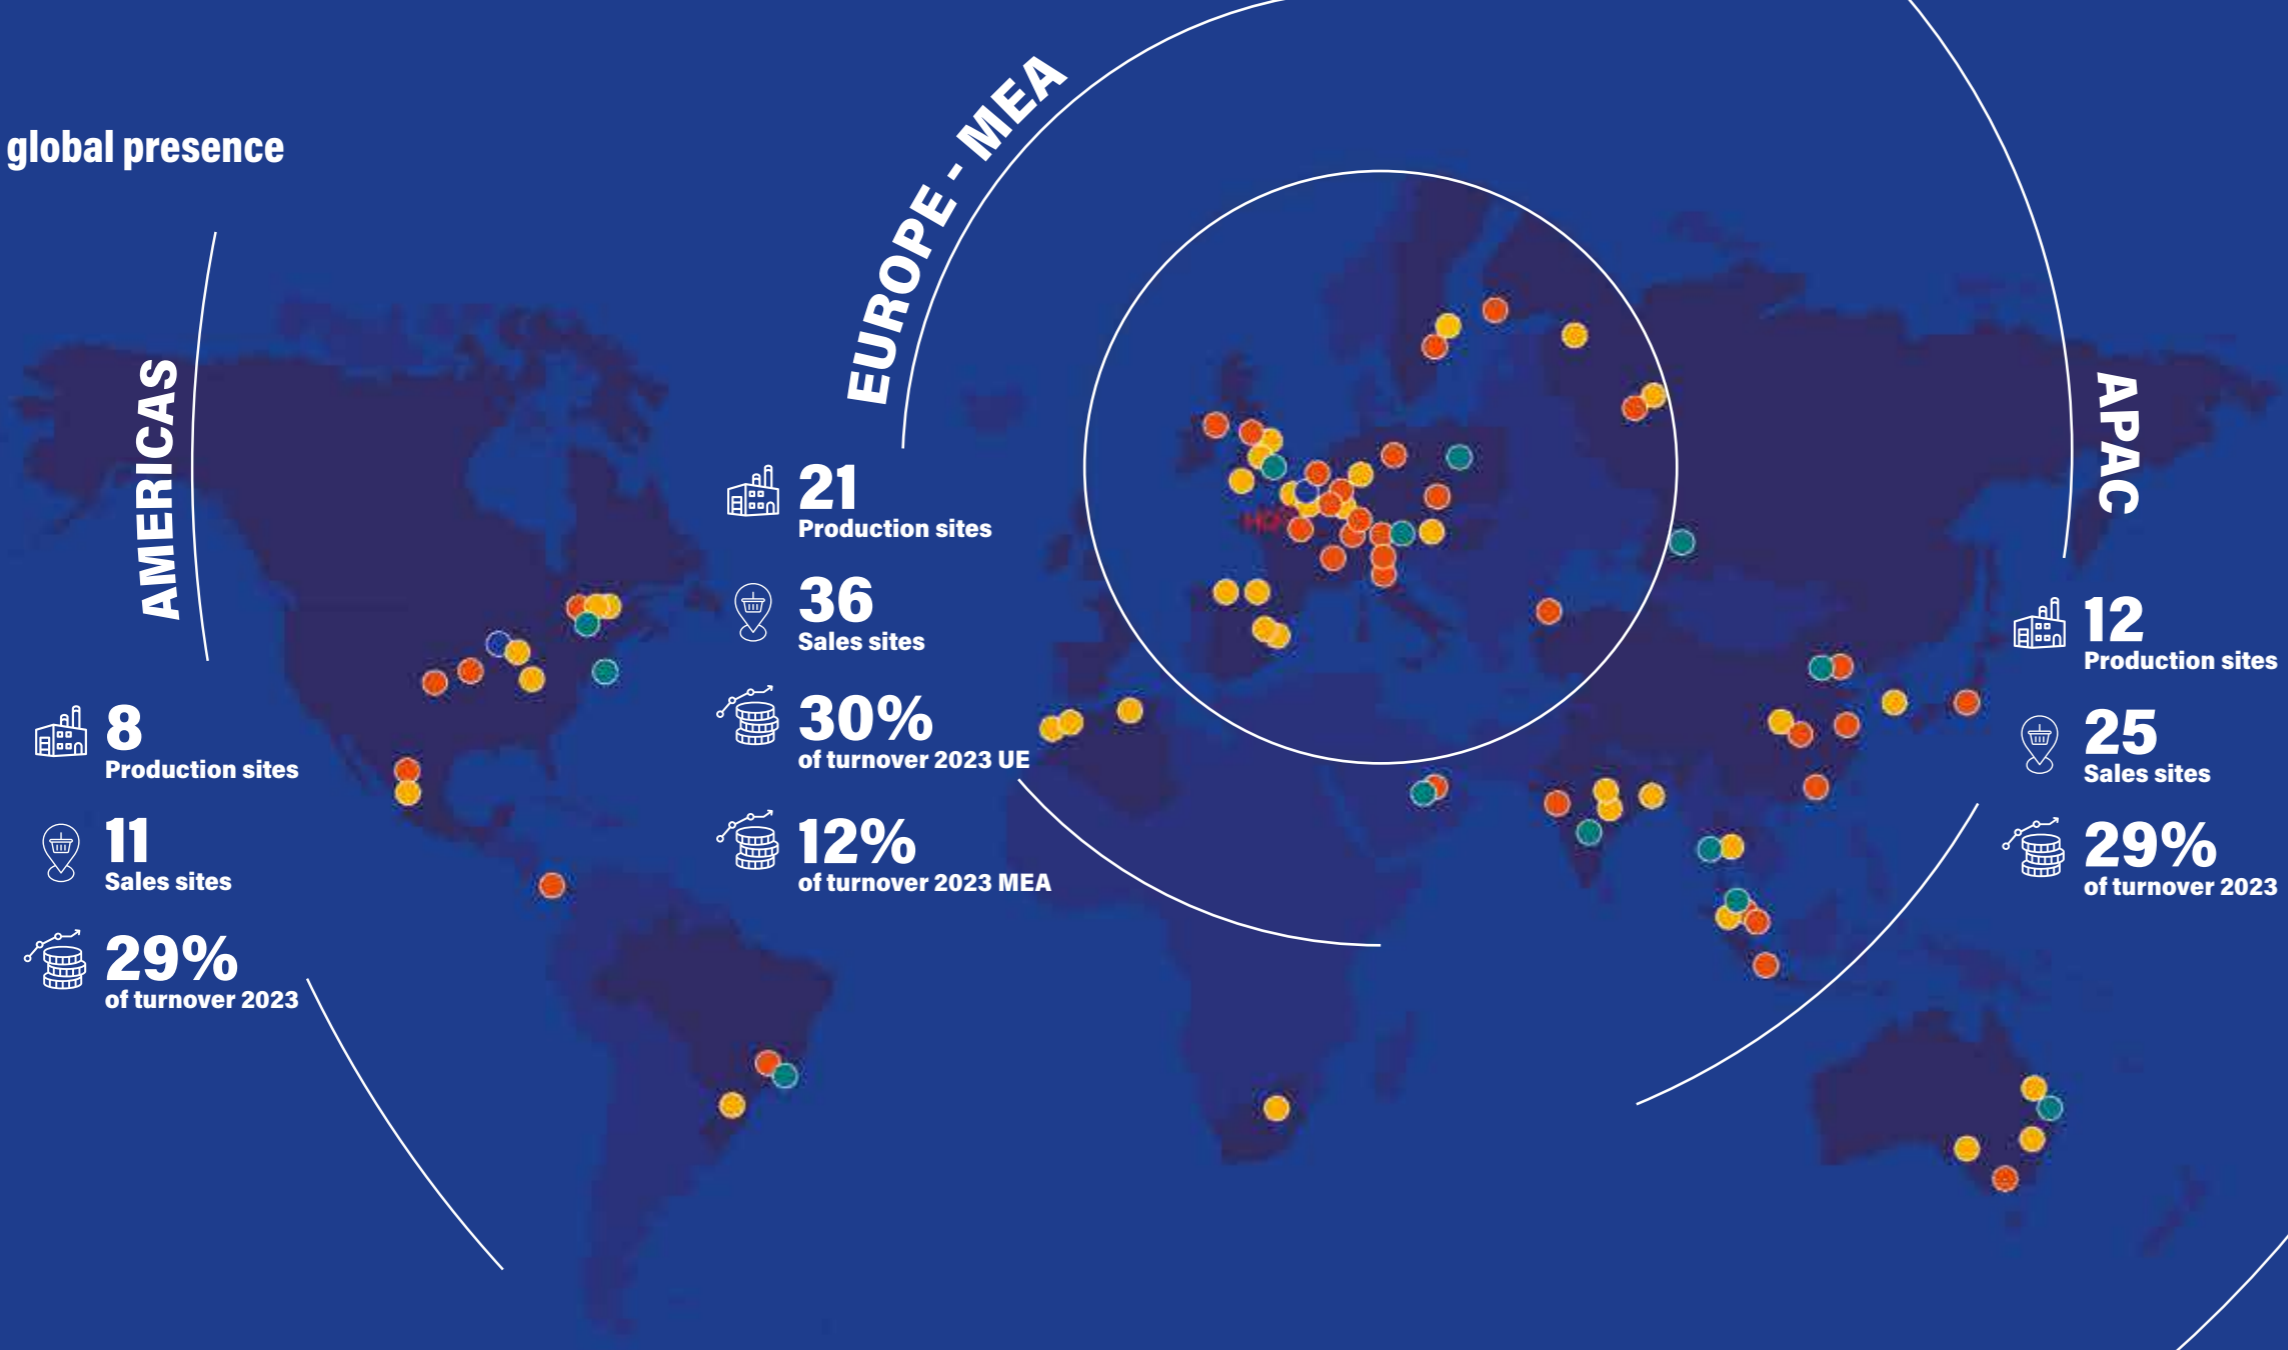 global presence
AMERICAS
8
Production sites
11
Sales sites
29%
of turnover 2023
EUROPE - MEA
21
Production sites
36
Sales sites
30%
of turnover 2023 UE
12%
of turnover 2023 MEA
APAC
12
Production sites
25
Sales sites
29%
of turnover 2023